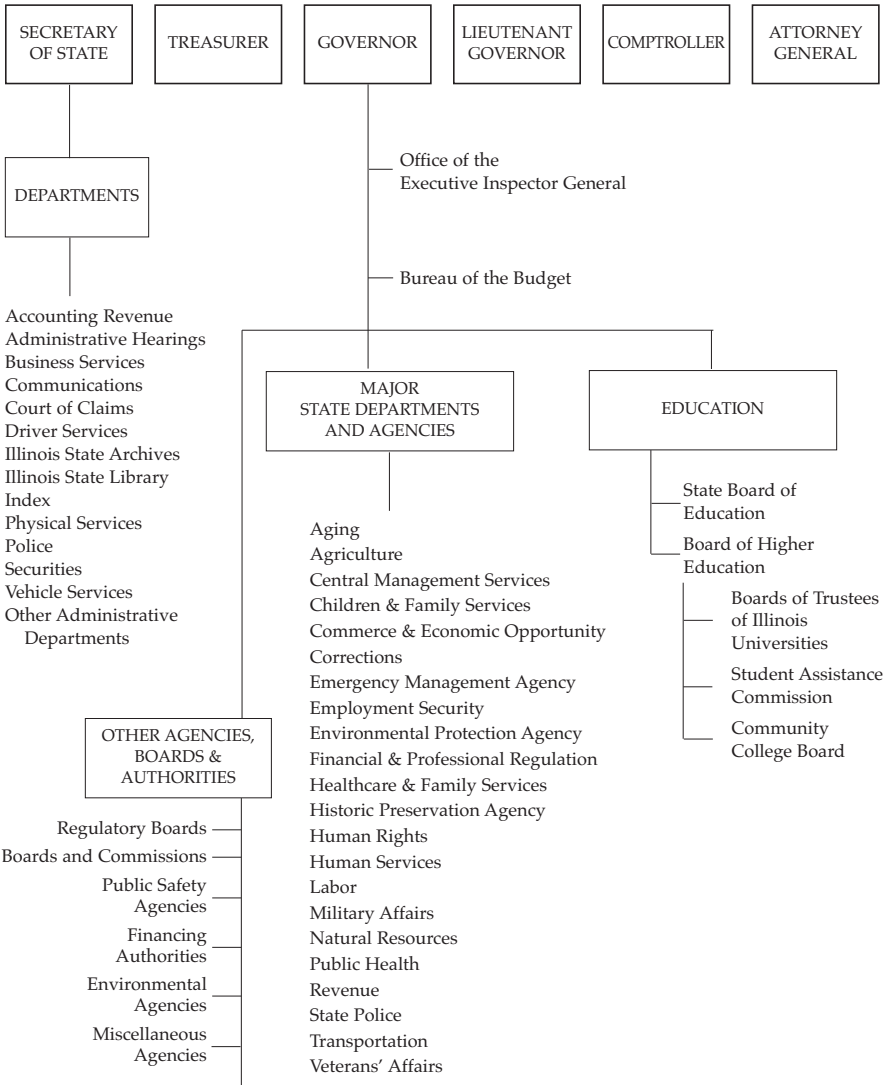 SECRETARY
OF STATE
TREASURER
GOVERNOR
LIEUTENANT
GOVERNOR
COMPTROLLER
ATTORNEY
GENERAL
DEPARTMENTS
Accounting Revenue
Administrative Hearings
Business Services
Communications
Court of Claims
Driver Services
Illinois State Archives
Illinois State Library
Index
Physical Services
Police
Securities
Vehicle Services
Other Administrative
Departments
Office of the
Executive Inspector General
Bureau of the Budget
OTHER AGENCIES,
BOARDS &
AUTHORITIES
Regulatory Boards
Boards and Commissions
Public Safety
Agencies
Financing
Authorities
Environmental
Agencies
Miscellaneous
Agencies
MAJOR
STATE DEPARTMENTS
AND AGENCIES
Aging
Agriculture
Central Management Services
Children & Family Services
Commerce & Economic Opportunity
Corrections
Emergency Management Agency
Employment Security
Environmental Protection Agency
Financial & Professional Regulation
Healthcare & Family Services
Historic Preservation Agency
Human Rights
Human Services
Labor
Military Affairs
Natural Resources
Public Health
Revenue
State Police
Transportation
Veterans’ Affairs
EDUCATION
State Board of
Education
Board of Higher
Education
Boards of Trustees
of Illinois
Universities
Student Assistance
Commission
Community
College Board